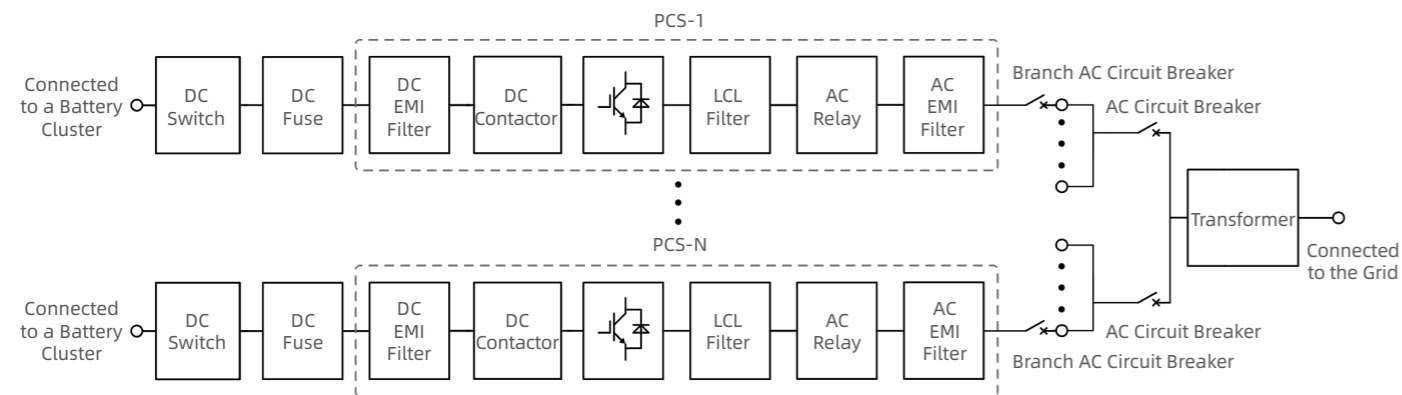 PCS-1
Connected
to a Battery
Cluster
DC
Switch
DC
Fuse
DC
EMI
Filter
DC
Contactor
LCL
Filter
AC
Relay
AC
EMI
Filter
Branch AC Circuit Breaker
AC Circuit Breaker
Transformer
Connected
to the Grid
PCS-N
Connected
to a Battery
Cluster
DC
Switch
DC
Fuse
DC
EMI
Filter
DC
Contactor
LCL
Filter
AC
Relay
AC
EMI
Filter
AC Circuit Breaker
Branch AC Circuit Breaker